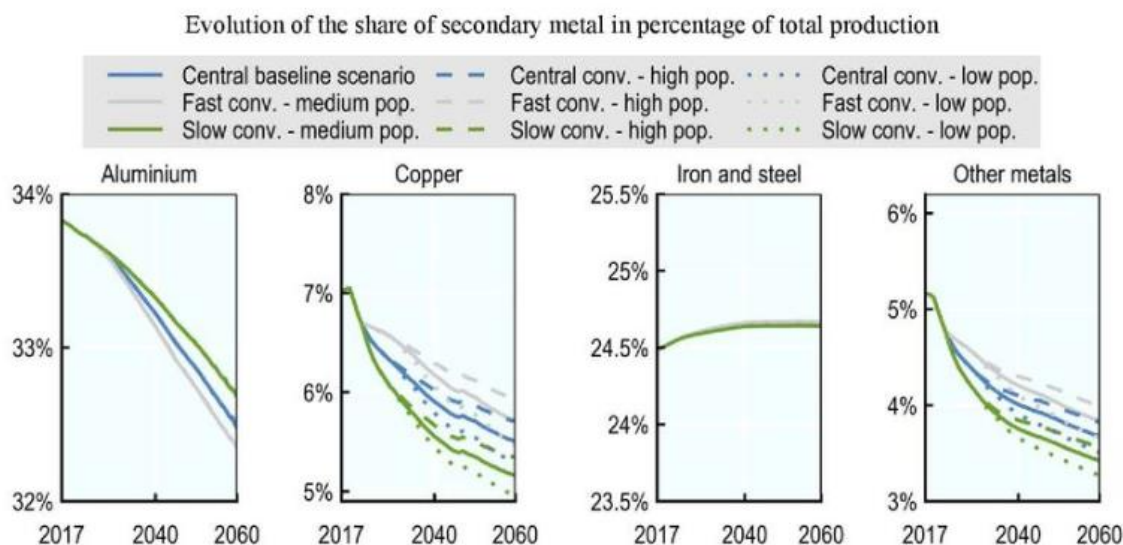 Evolution of the share of secondary metal in percentage of total production
Central baseline scenario Central conv. - high pop. Central conv. - low pop.
Fast conv. - medium pop. Fast conv. - high pop. Fast conv. - low pop.
Slow conv. - medium pop. Slow conv. - high pop. Slow conv. - low pop.
Aluminium
34%
33%
32%
2017 2040 2060
Copper
8%
7%
6%
5%
2017 2040 2060
Iron and steel
25.5%
25%
24.5%
24%
23.5%
2017 2040 2060
Other metals
6%
5%
4%
3%
2017 2040 2060